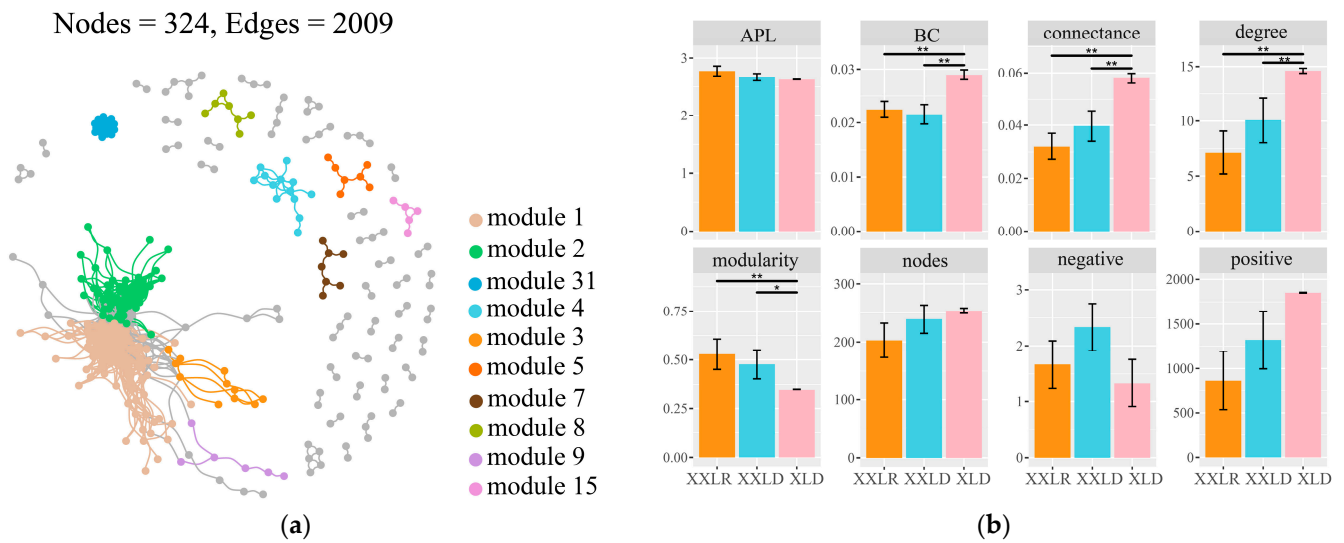 Nodes = 324, Edges = 2009
module 1
module 2
module 31
module 4
module 3
module 5
module 7
module 8
module 9
module 15
(a)
APL
3
2
1
0
BC
**
**
0.03
0.02
0.01
0.00
connectance
**
**
0.06
0.04
0.02
0.00
degree
**
**
15
10
5
0
modularity
**
*
0.75
0.50
0.25
0.00
XXLR XXLD XLD
nodes
300
200
100
0
XXLR XXLD XLD
negative
3
2
1
0
XXLR XXLD XLD
positive
2000
1500
1000
500
0
XXLR XXLD XLD
(b)